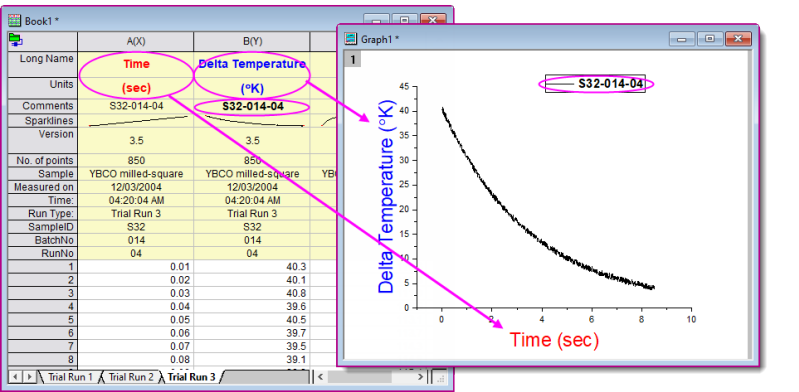 Book1 *
A(X) B(Y)
Long Name Time Delta Temperature
Units (sec) (°K)
Comments S32-014-04 S32-014-04
Sparklines
Version 3.5 3.5
No. of points 850 850
Sample YBCO milled-square YBCO milled-square YB
Measured on 12/03/2004 12/03/2004
Time: 04:20:04 AM 04:20:04 AM
Run Type: Trial Run 3 Trial Run 3
SampleID S32 S32
BatchNo 014 014
RunNo 04 04
1 0.01 40.3
2 0.02 40.1
3 0.03 40.8
4 0.04 39.6
5 0.05 40.5
6 0.06 39.7
7 0.07 39.5
8 0.08 39.1
Trial Run 1 Trial Run 2 Trial Run 3
Graph1 *
1
S32-014-04
Delta Temperature (°K)
45
40
35
30
25
20
15
10
5
0
0 2 4 6 8 10
Time (sec)